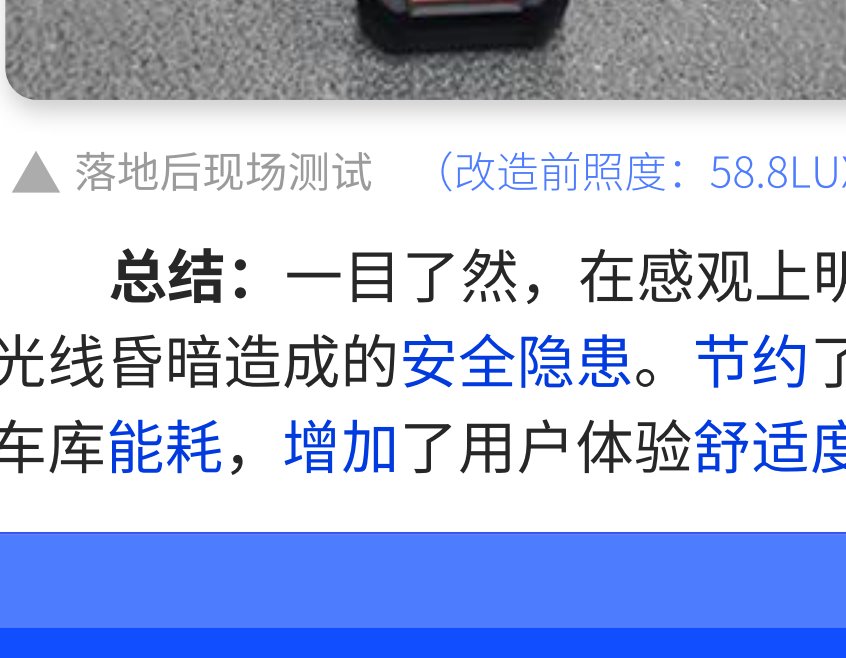 ▲ 落地后现场测试 （改造前照度：58.8LU
总结：一目了然，在感观上明
光线昏暗造成的安全隐患。节约了
车库能耗，增加了用户体验舒适度